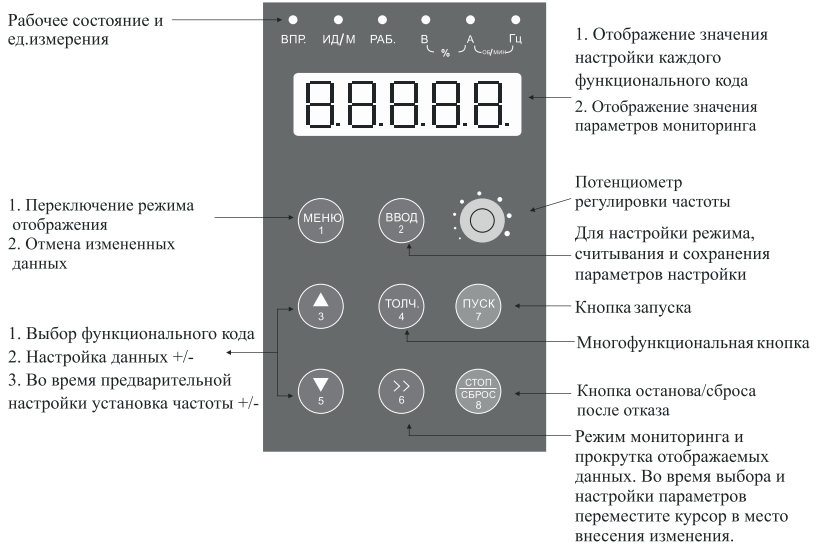 Рабочее состояние и
ед.измерения
ВПР. ИД/М РАБ. В А Гц
% ОБ/МИН
8.8.8.8.8.
1. Отображение значения
настройки каждого
функционального кода
2. Отображение значения
параметров мониторинга
1. Переключение режима
отображения
2. Отмена измененных
данных
МЕНЮ
1
ВВОД
2
Потенциометр
регулировки частоты
Для настройки режима,
считывания и сохранения
параметров настройки
3
ТОЛЧ.
4
ПУСК
7
Кнопка запуска
Многофункциональная кнопка
1. Выбор функционального кода
2. Настройка данных +/-
3. Во время предварительной
настройки установка частоты +/-
5
>>
6
СТОП
СБРОС
8
Кнопка останова/сброса
после отказа
Режим мониторинга и
прокрутка отображаемых
данных. Во время выбора и
настройки параметров
переместите курсор в место
внесения изменения.